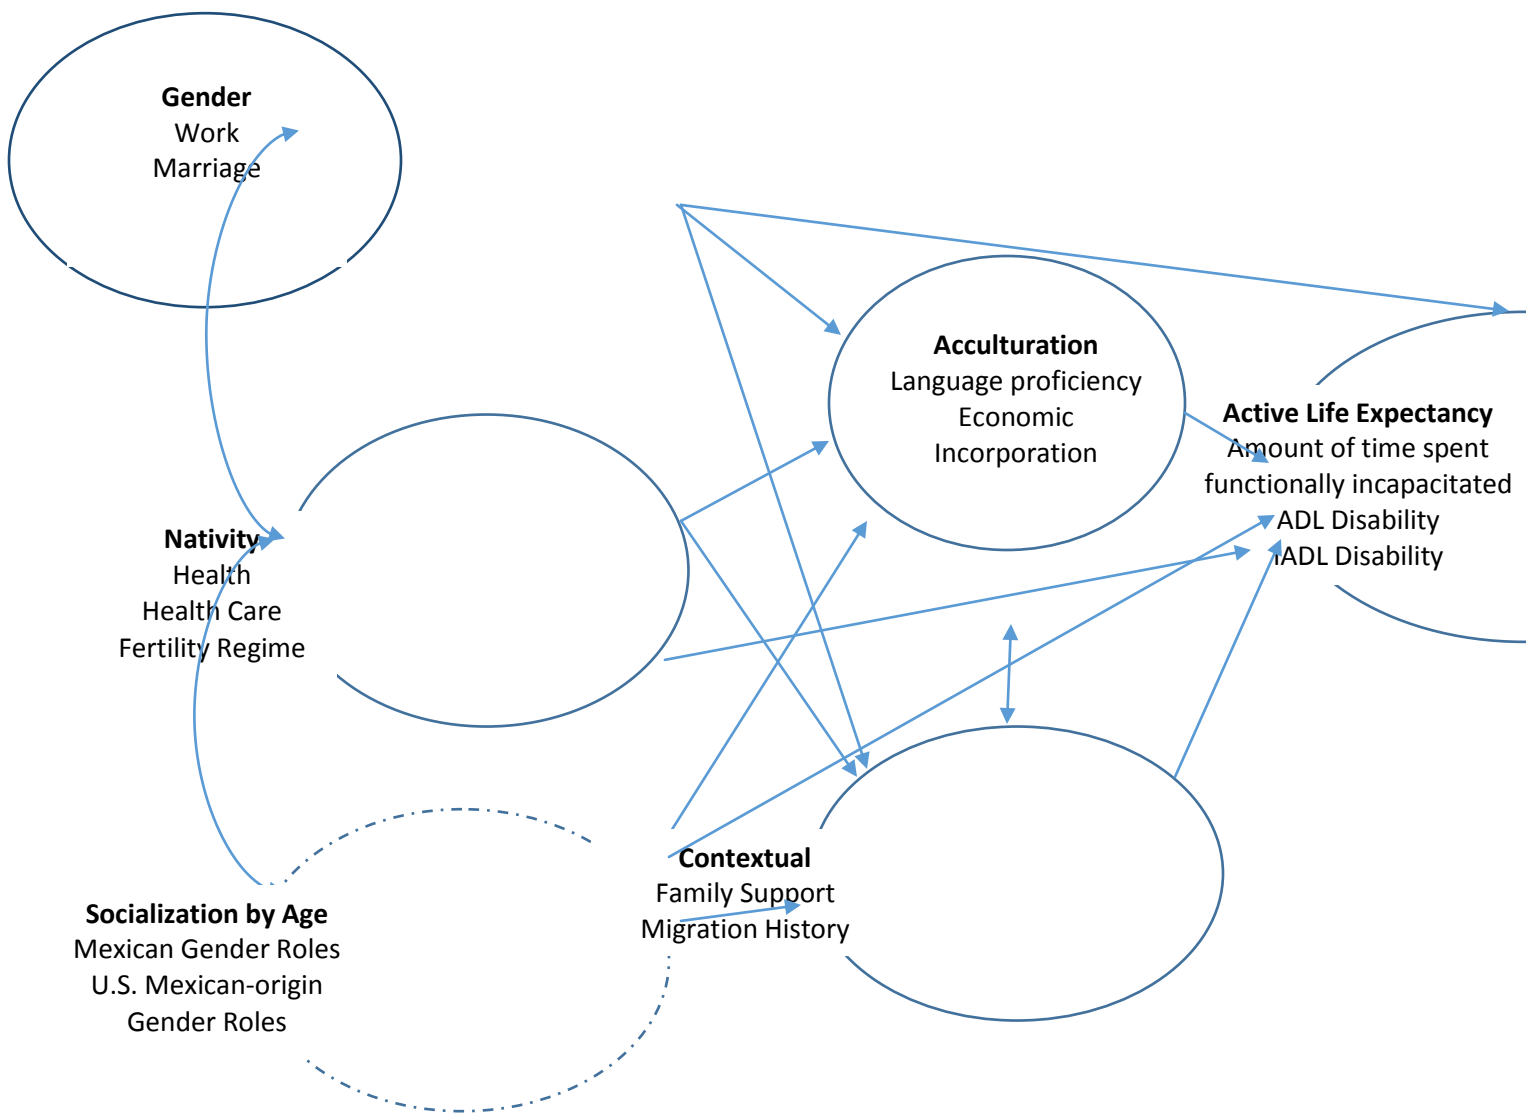 Gender
Work
Marriage
Acculturation
Language proficiency
Economic
Incorporation
Active Life Expectancy
Amount of time spent
functionally incapacitated
ADL Disability
IADL Disability
Nativity
Health
Health Care
Fertility Regime
Contextual
Family Support
Migration History
Socialization by Age
Mexican Gender Roles
U.S. Mexican-origin
Gender Roles